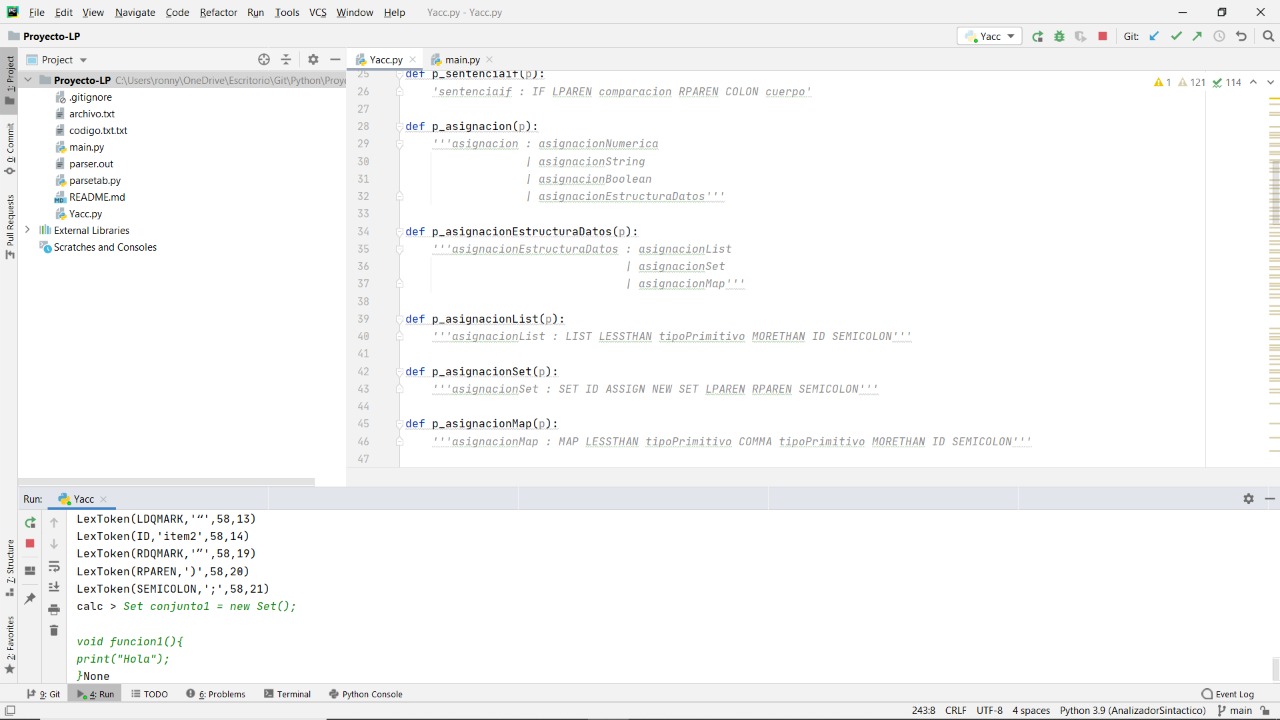 File Edit View Navigate Code Refactor Run Tools VCS Window Help Yacc.py - Yacc.py
Proyecto-LP Yacc Git:
Project Yacc.py main.py
Proyecto-LP C:\Users\ronny\OneDrive\Escritorio\Git\Python\Proye
.gitignore
archivo.txt
codigoDart.txt
main.py
parser.out
parsetab.py
README.md
Yacc.py
External Libraries
Scratches and Consoles
1: Project
0: Commit
Pull Requests
7: Structure
2: Favorites
1 121 114
25 def p_sentenciaif(p):
26 'sentenciaif : IF LPAREN comparacion RPAREN COLON cuerpo'
27
28 def p_asignacion(p):
29 '''asignacion : asignacionNumerica
30 | asignacionString
31 | asignacionBoolean
32 | asignacionEstructuraDatos'''
33
34 def p_asignacionEstructuraDatos(p):
35 '''asignacionEstructuraDatos : asignacionList
36 | asignacionSet
37 | asignacionMap'''
38
39 def p_asignacionList(p):
40 '''asignacionList : LIST LESSTHAN tipoPrimitivo MORETHAN ID SEMICOLON'''
41
42 def p_asignacionSet(p):
43 '''asignacionSet : SET ID ASSIGN NEW SET LPAREN RPAREN SEMICOLON'''
44
45 def p_asignacionMap(p):
46 '''asignacionMap : MAP LESSTHAN tipoPrimitivo COMMA tipoPrimitivo MORETHAN ID SEMICOLON'''
47
Run: Yacc
LexToken(LDQMARK,'“',58,13)
LexToken(ID,'item2',58,14)
LexToken(RDQMARK,'”',58,19)
LexToken(RPAREN,')',58,20)
LexToken(SEMICOLON,';',58,21)
calc > Set conjunto1 = new Set();
void funcion1(){
print("Hola");
}None
9: Git 4: Run TODO 6: Problems Terminal Python Console Event Log
243:8 CRLF UTF-8 4 spaces Python 3.9 (AnalizadorSintactico) main